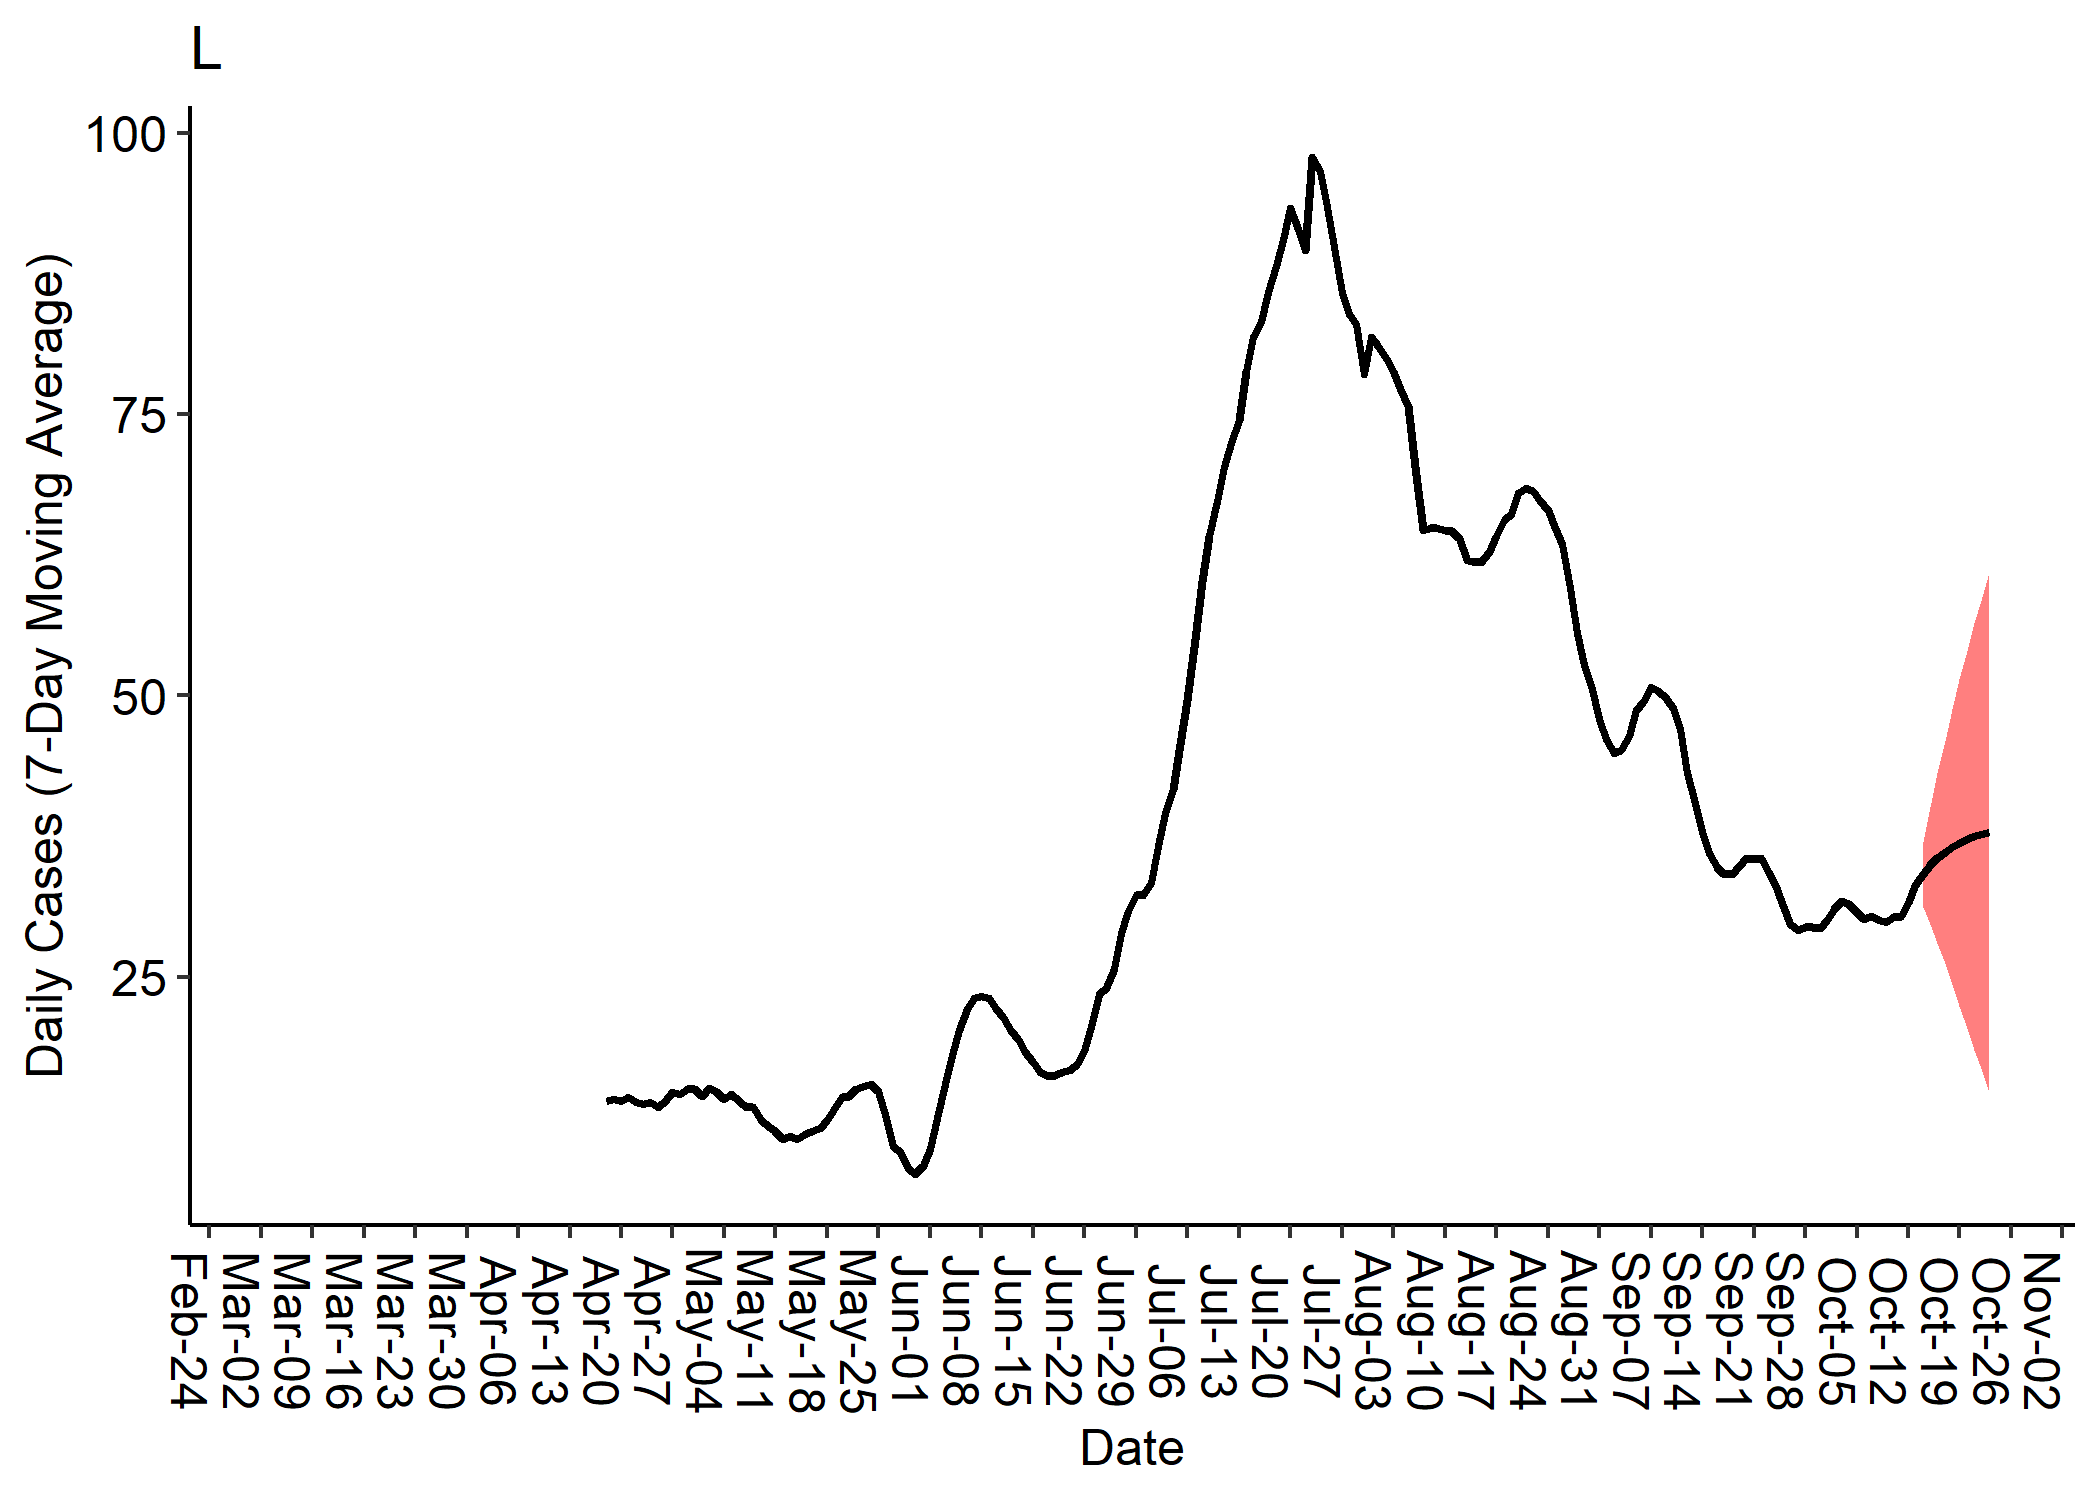 L
Daily Cases (7-Day Moving Average)
100
75
50
25
Feb-24
Mar-02
Mar-09
Mar-16
Mar-23
Mar-30
Apr-06
Apr-13
Apr-20
Apr-27
May-04
May-11
May-18
May-25
Jun-01
Jun-08
Jun-15
Jun-22
Jun-29
Jul-06
Jul-13
Jul-20
Jul-27
Aug-03
Aug-10
Aug-17
Aug-24
Aug-31
Sep-07
Sep-14
Sep-21
Sep-28
Oct-05
Oct-12
Oct-19
Oct-26
Nov-02
Date